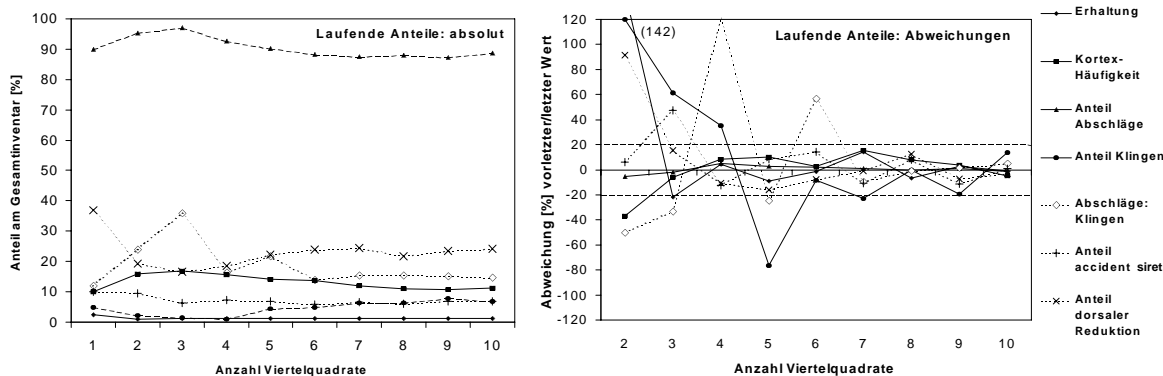 Laufende Anteile: absolut
Anteil am Gesamtinventar [%]
100
90
80
70
60
50
40
30
20
10
0
1 2 3 4 5 6 7 8 9 10
Anzahl Viertelquadrate
Laufende Anteile: Abweichungen
(142)
Abweichung [%] vorletzter/letzter Wert
120
100
80
60
40
20
0
-20
-40
-60
-80
-100
-120
2 3 4 5 6 7 8 9 10
Anzahl Viertelquadrate
Erhaltung
Kortex-
Häufigkeit
Anteil
Abschläge
Anteil Klingen
Abschläge:
Klingen
Anteil
accident siret
Anteil
dorsaler
Reduktion